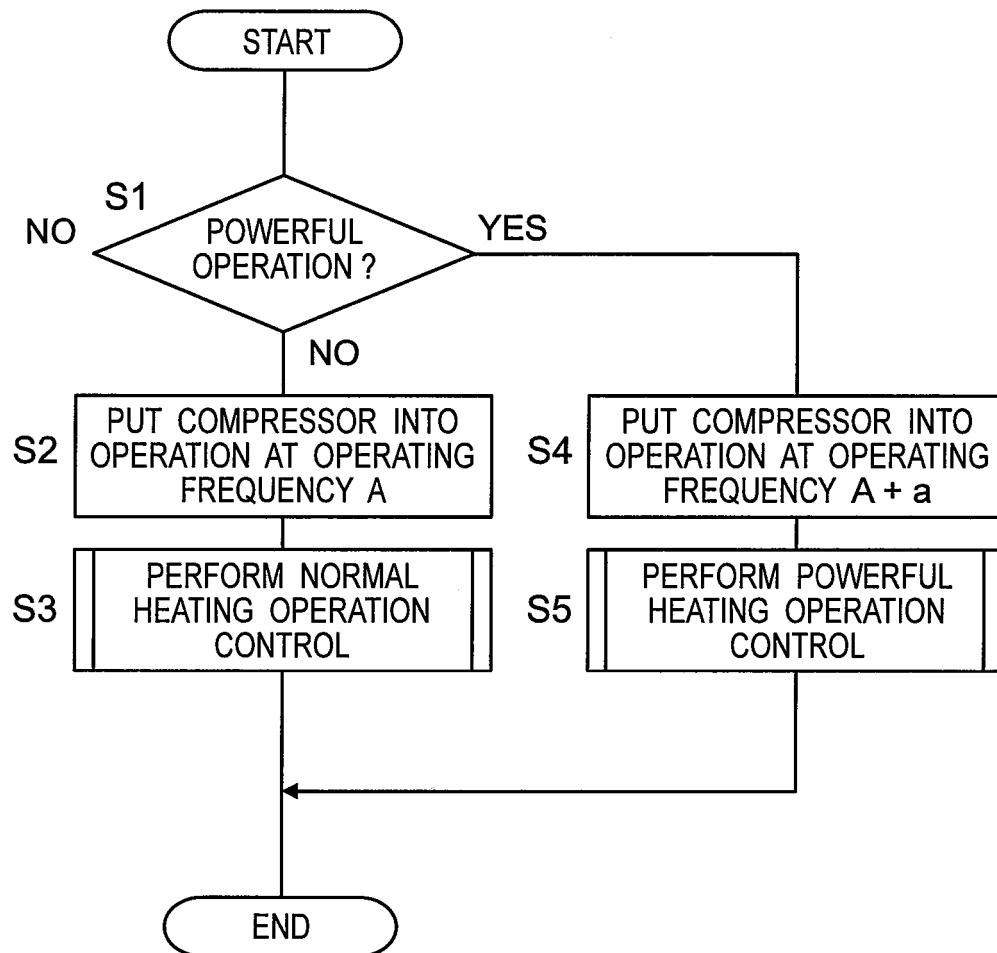 START
S1
NO
POWERFUL
OPERATION ?
YES
NO
S2
PUT COMPRESSOR INTO
OPERATION AT OPERATING
FREQUENCY A
S4
PUT COMPRESSOR INTO
OPERATION AT OPERATING
FREQUENCY A + a
S3
PERFORM NORMAL
HEATING OPERATION
CONTROL
S5
PERFORM POWERFUL
HEATING OPERATION
CONTROL
END